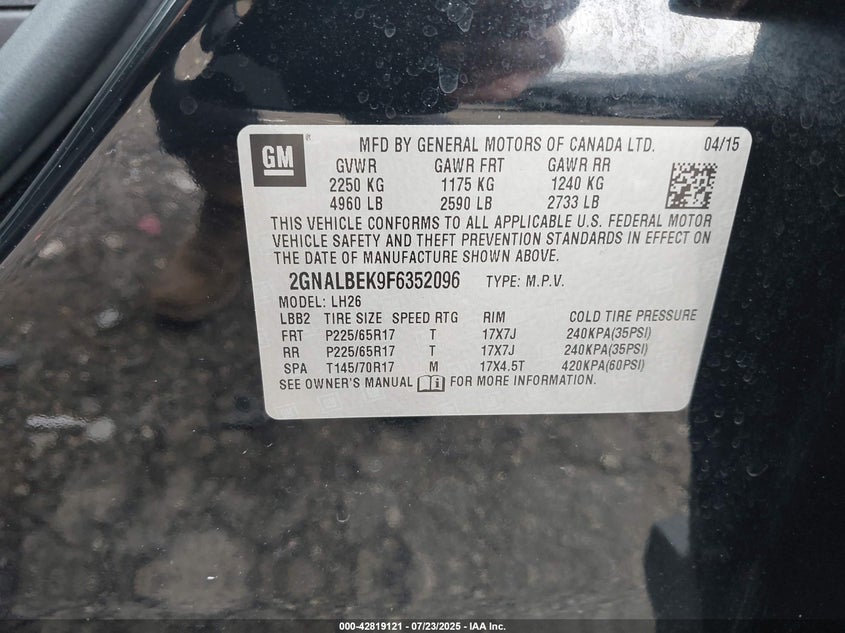 GM
MFD BY GENERAL MOTORS OF CANADA LTD. 04/15
GVWR GAWR FRT GAWR RR
2250 KG 1175 KG 1240 KG
4960 LB 2590 LB 2733 LB
THIS VEHICLE CONFORMS TO ALL APPLICABLE U.S. FEDERAL MOTOR
VEHICLE SAFETY AND THEFT PREVENTION STANDARDS IN EFFECT ON
THE DATE OF MANUFACTURE SHOWN ABOVE.
2GNALBEK9F6352096 TYPE: M.P.V.
MODEL: LH26
LBB2 TIRE SIZE SPEED RTG RIM COLD TIRE PRESSURE
FRT P225/65R17 T 17X7J 240KPA(35PSI)
RR P225/65R17 T 17X7J 240KPA(35PSI)
SPA T145/70R17 M 17X4.5T 420KPA(60PSI)
SEE OWNER'S MANUAL FOR MORE INFORMATION.
000-42819121 - 07/23/2025 - IAA Inc.